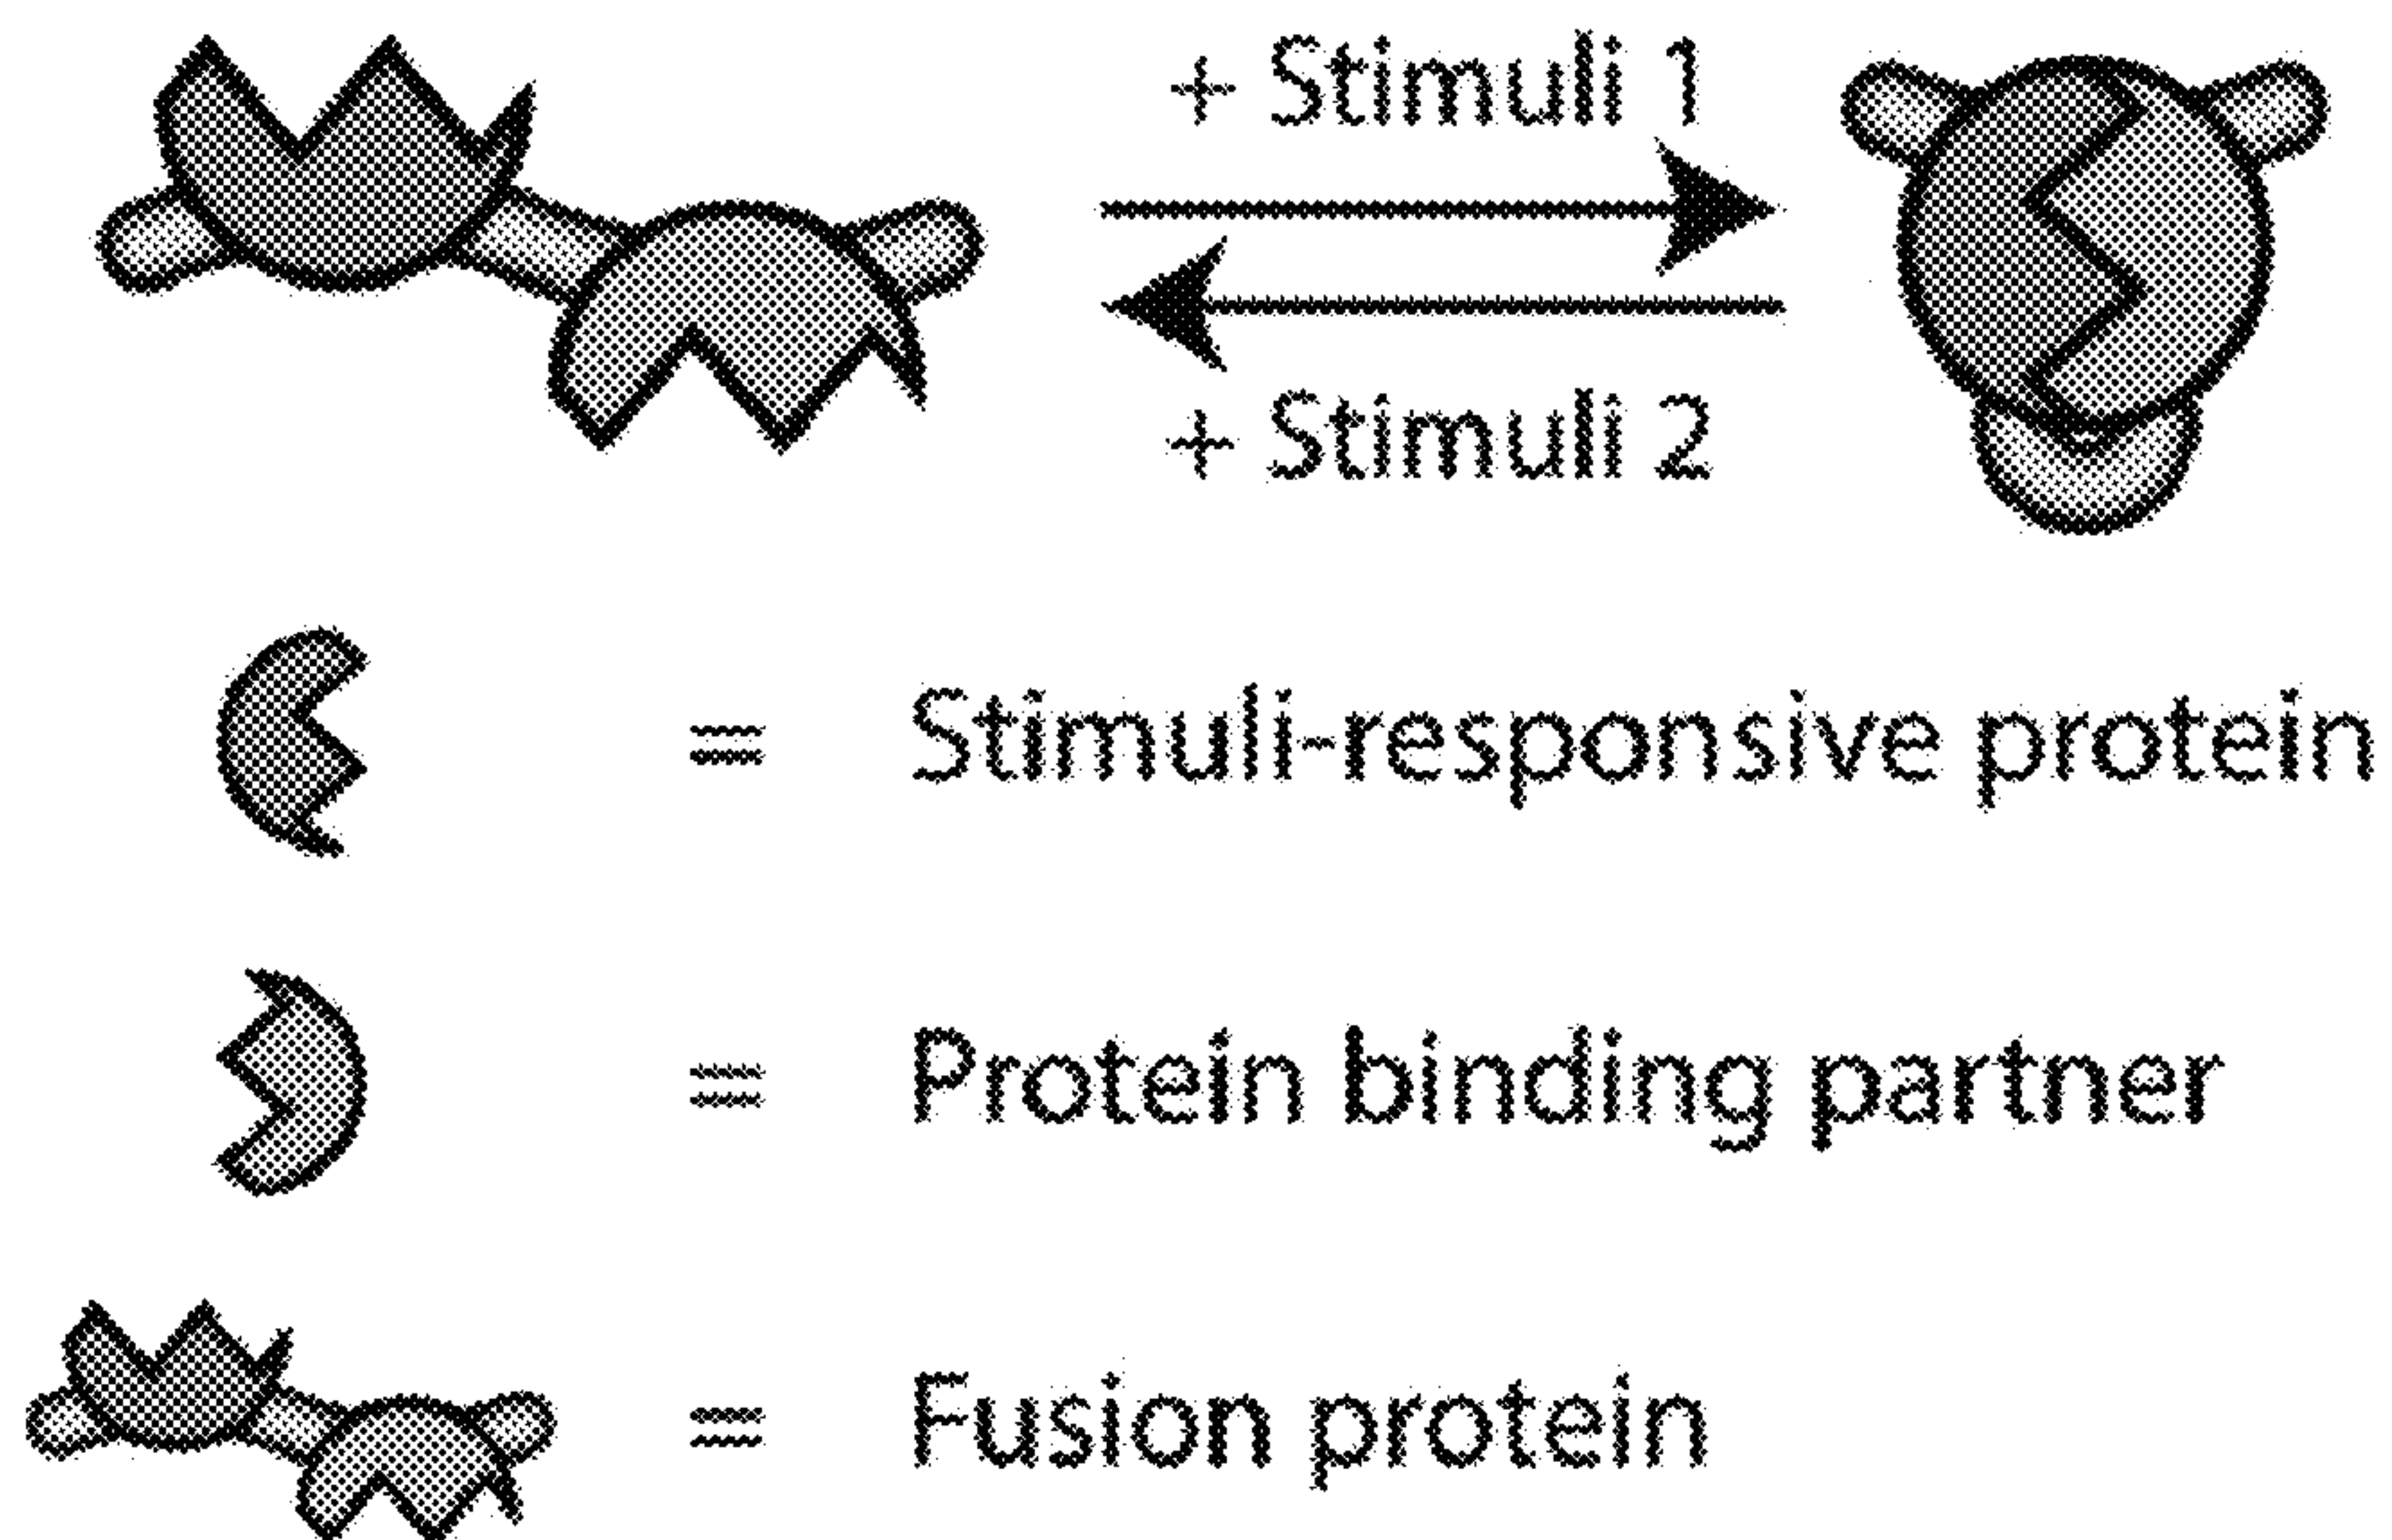 + Stimuli 1
+ Stimuli 2
= Stimuli-responsive protein
= Protein binding partner
= Fusion protein